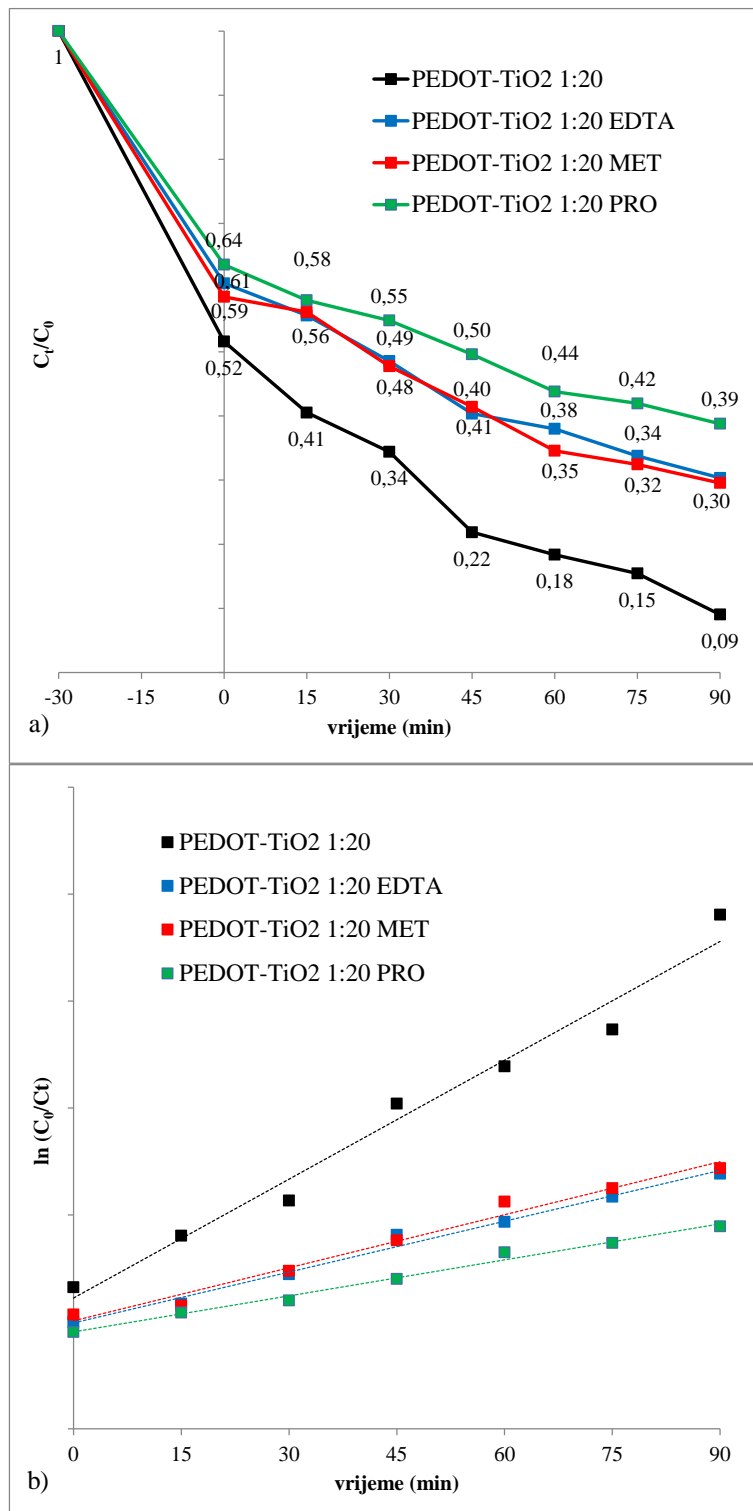 PEDOT-TiO2 1:20
PEDOT-TiO2 1:20 EDTA
PEDOT-TiO2 1:20 MET
PEDOT-TiO2 1:20 PRO
1
0,64
0,58
0,61
0,55
0,59
0,56
0,49
0,50
0,52
0,48
0,40
0,44
0,42
0,39
0,41
0,41
0,38
0,34
0,34
0,35
0,32
0,30
0,22
0,18
0,15
0,09
Ct/C0
-30 -15 0 15 30 45 60 75 90
vrijeme (min)
a)
PEDOT-TiO2 1:20
PEDOT-TiO2 1:20 EDTA
PEDOT-TiO2 1:20 MET
PEDOT-TiO2 1:20 PRO
ln (C0/Ct)
0 15 30 45 60 75 90
vrijeme (min)
b)